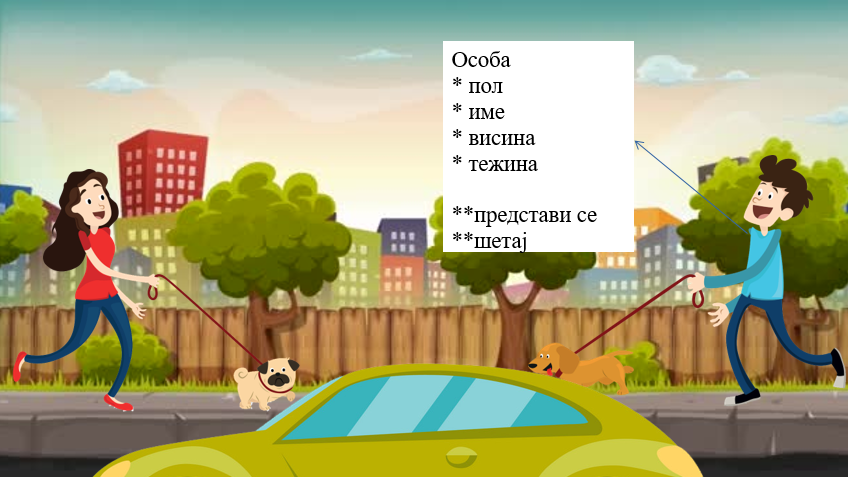 Особа
* пол
* име
* висина
* тежина
**представи се
**шетај